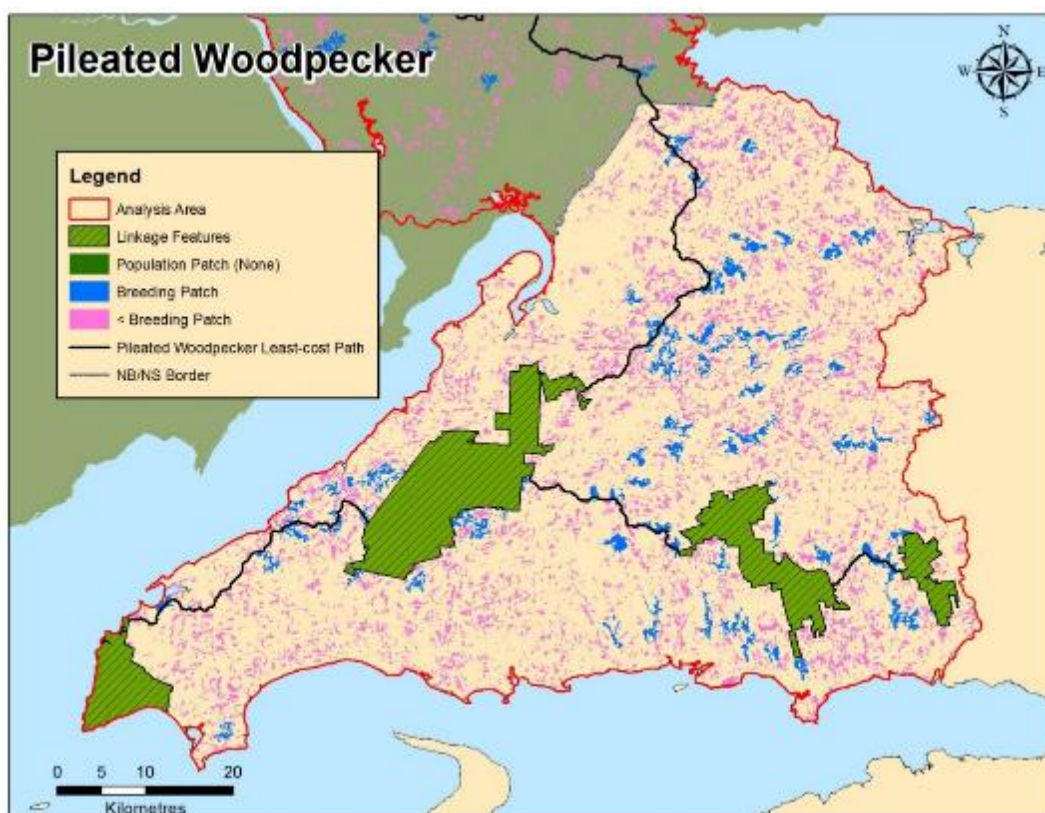 Pileated Woodpecker
N
W E
S
Legend
Analysis Area
Linkage Features
Population Patch (None)
Breeding Patch
< Breeding Patch
Pileated Woodpecker Least-cost Path
NB/NS Border
0 5 10 20
Kilometres